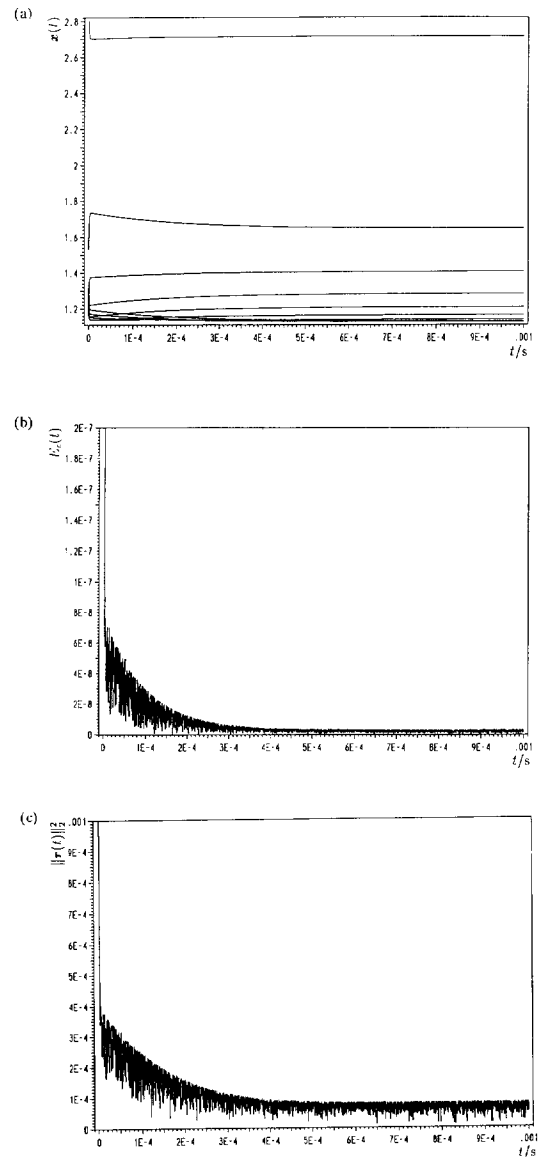 (a)
x(t)
2.8
2.6
2.4
2.2
2
1.8
1.6
1.4
1.2
0 1E-4 2E-4 3E-4 4E-4 5E-4 6E-4 7E-4 8E-4 9E-4 .001
t/s
(b)
E_c(t)
2E-7
1.8E-7
1.6E-7
1.4E-7
1.2E-7
1E-7
8E-8
6E-8
4E-8
2E-8
0
0 1E-4 2E-4 3E-4 4E-4 5E-4 6E-4 7E-4 8E-4 9E-4 .001
t/s
(c)
||r(t)||₂²
.001
9E-4
8E-4
7E-4
6E-4
5E-4
4E-4
3E-4
2E-4
1E-4
0
0 1E-4 2E-4 3E-4 4E-4 5E-4 6E-4 7E-4 8E-4 9E-4 .001
t/s